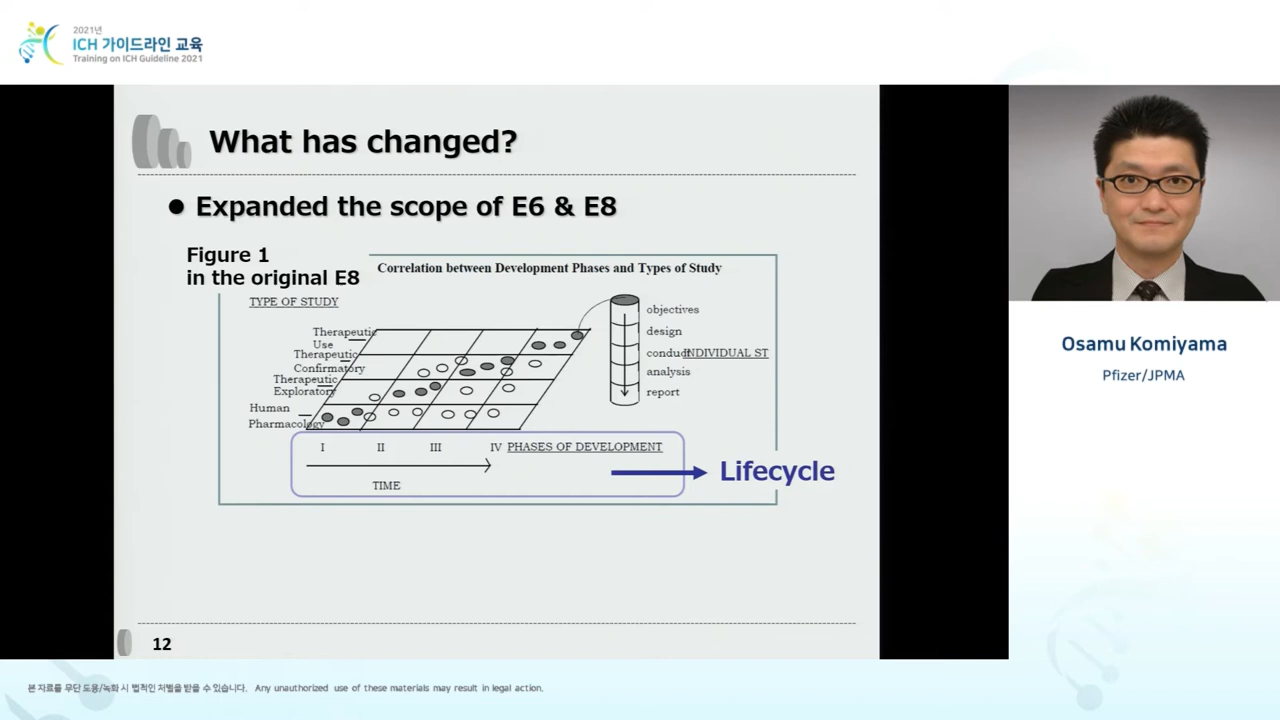 2021년
ICH 가이드라인 교육
Training on ICH Guideline 2021
What has changed?
● Expanded the scope of E6 & E8
Figure 1
in the original E8
Correlation between Development Phases and Types of Study
TYPE OF STUDY
Therapeutic
Use
Therapeutic
Confirmatory
Therapeutic
Exploratory
Human
Pharmacology
objectives
design
conduct
INDIVIDUAL ST
analysis
report
I II III IV PHASES OF DEVELOPMENT
TIME
Lifecycle
12
Osamu Komiyama
Pfizer/JPMA
본 자료를 무단 도용/녹화 시 법적인 처벌을 받을 수 있습니다. Any unauthorized use of these materials may result in legal action.